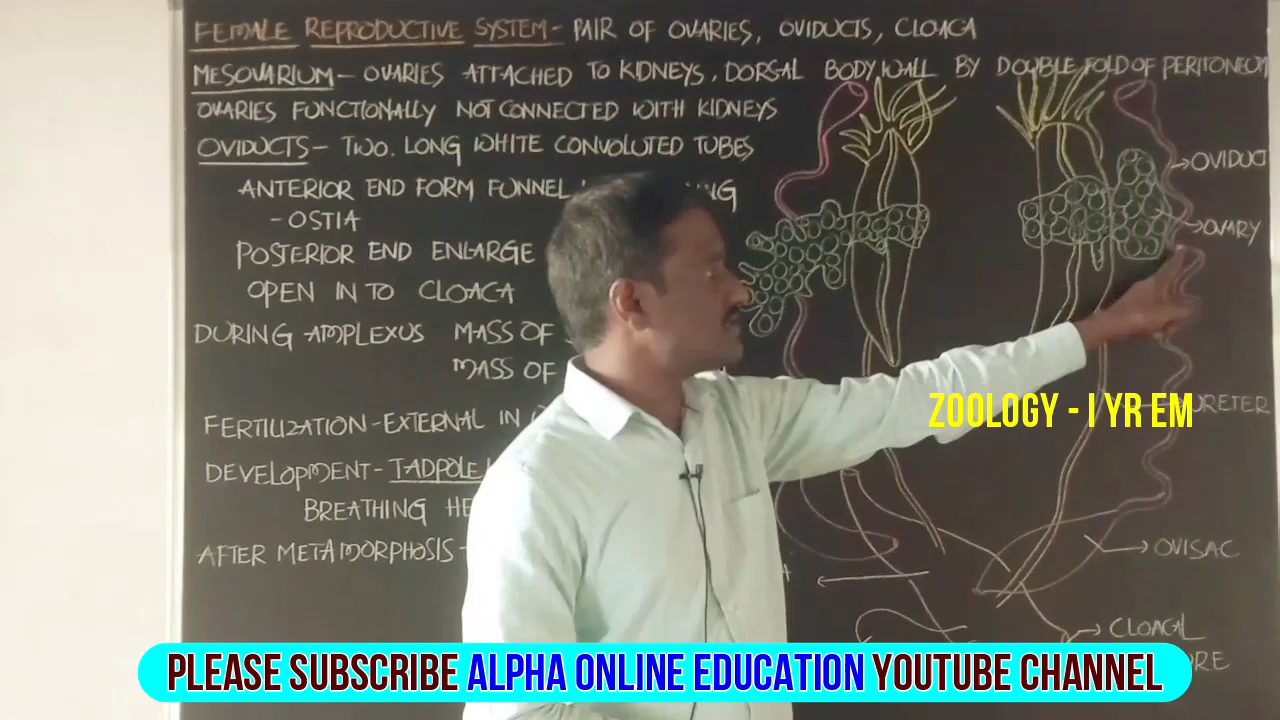 FEMALE REPRODUCTIVE SYSTEM- PAIR OF OVARIES, OVIDUCTS, CLOACA
MESOVARIUM- OVARIES ATTACHED TO KIDNEYS, DORSAL BODY WALL BY DOUBLE FOLD OF PERITONEUM
OVARIES FUNCTIONALLY NOT CONNECTED WITH KIDNEYS
OVIDUCTS- TWO. LONG WHITE CONVOLUTED TUBES
ANTERIOR END FORM FUNNEL
- OSTIA
POSTERIOR END ENLARGE
OPEN IN TO CLOACA
DURING AMPLEXUS MASS OF
MASS OF
FERTILIZATION-EXTERNAL IN
DEVELOPMENT- TADPOLE
BREATHING
AFTER METAMORPHOSIS-
OVIDUCT
OVARY
URETER
OVISAC
CLOACAL
ZOOLOGY - I YR EM
PLEASE SUBSCRIBE ALPHA ONLINE EDUCATION YOUTUBE CHANNEL